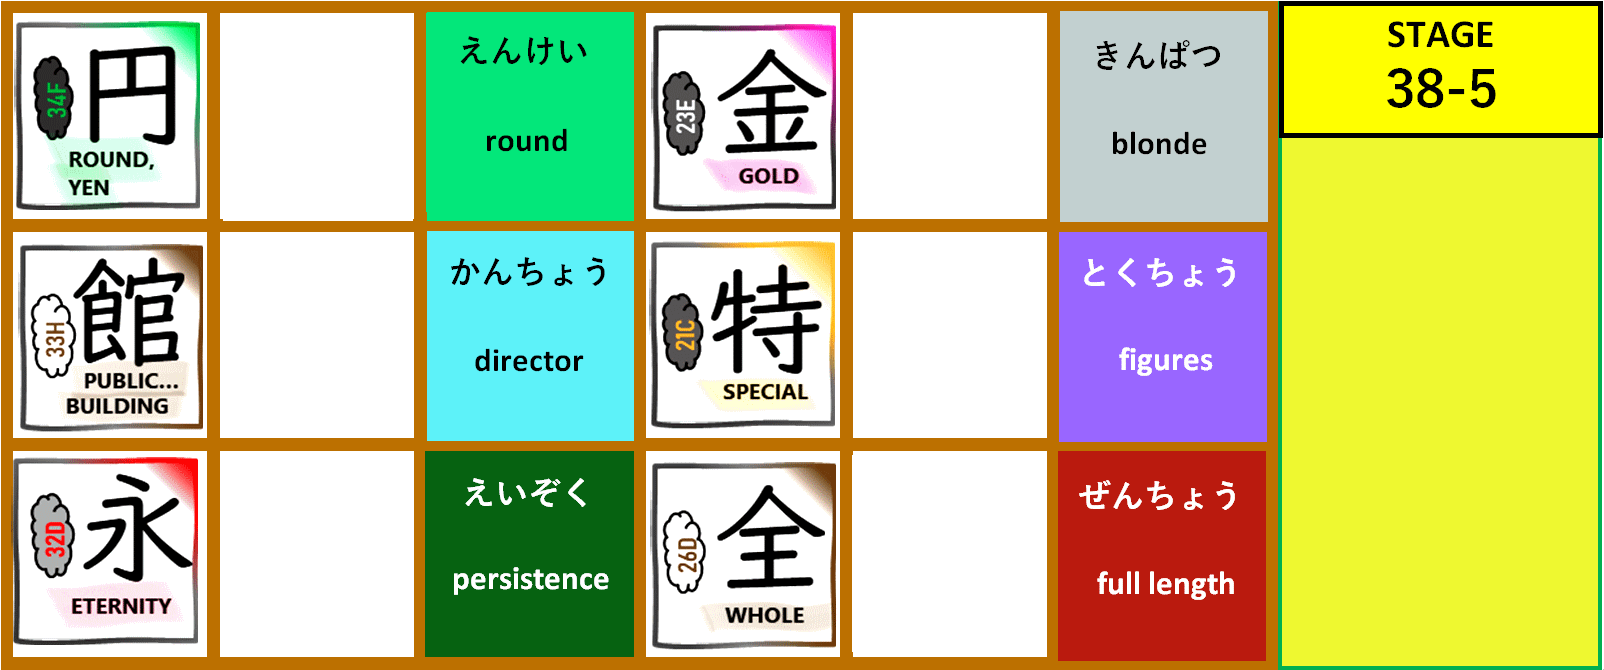 円
34F
ROUND,
YEN
えんけい
round
金
23E
GOLD
きんぱつ
blonde
STAGE
38-5
館
33H
PUBLIC...
BUILDING
かんちょう
director
特
21C
SPECIAL
とくちょう
figures
永
32D
ETERNITY
えいぞく
persistence
全
26D
WHOLE
ぜんちょう
full length